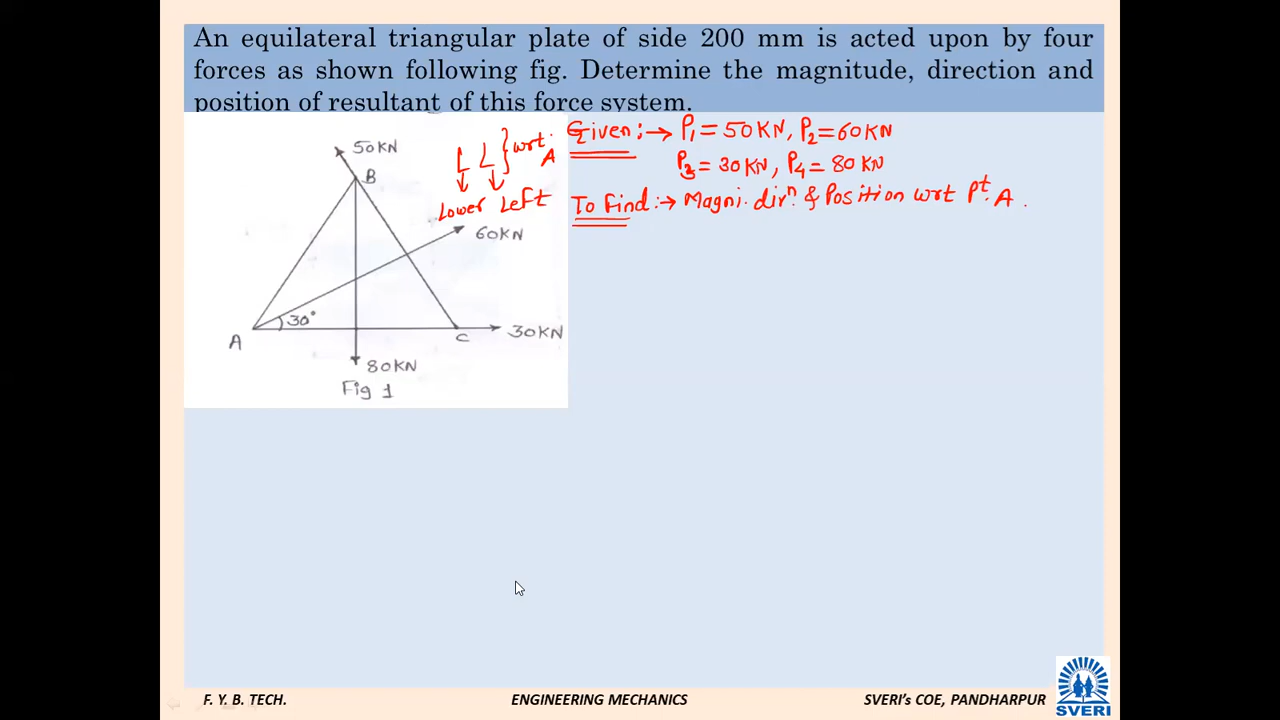 An equilateral triangular plate of side 200 mm is acted upon by four
forces as shown following fig. Determine the magnitude, direction and
position of resultant of this force system.
Given:→ P1 = 50KN, P2 = 60KN
P3 = 30KN, P4 = 80KN
To Find:→ Magni. dirn. & Position wrt Pt. A.
50KN
B
L L } wrt. A
Lower Left
60KN
30°
A
C
30KN
80KN
Fig 1
F. Y. B. TECH.
ENGINEERING MECHANICS
SVERI's COE, PANDHARPUR
SVERI